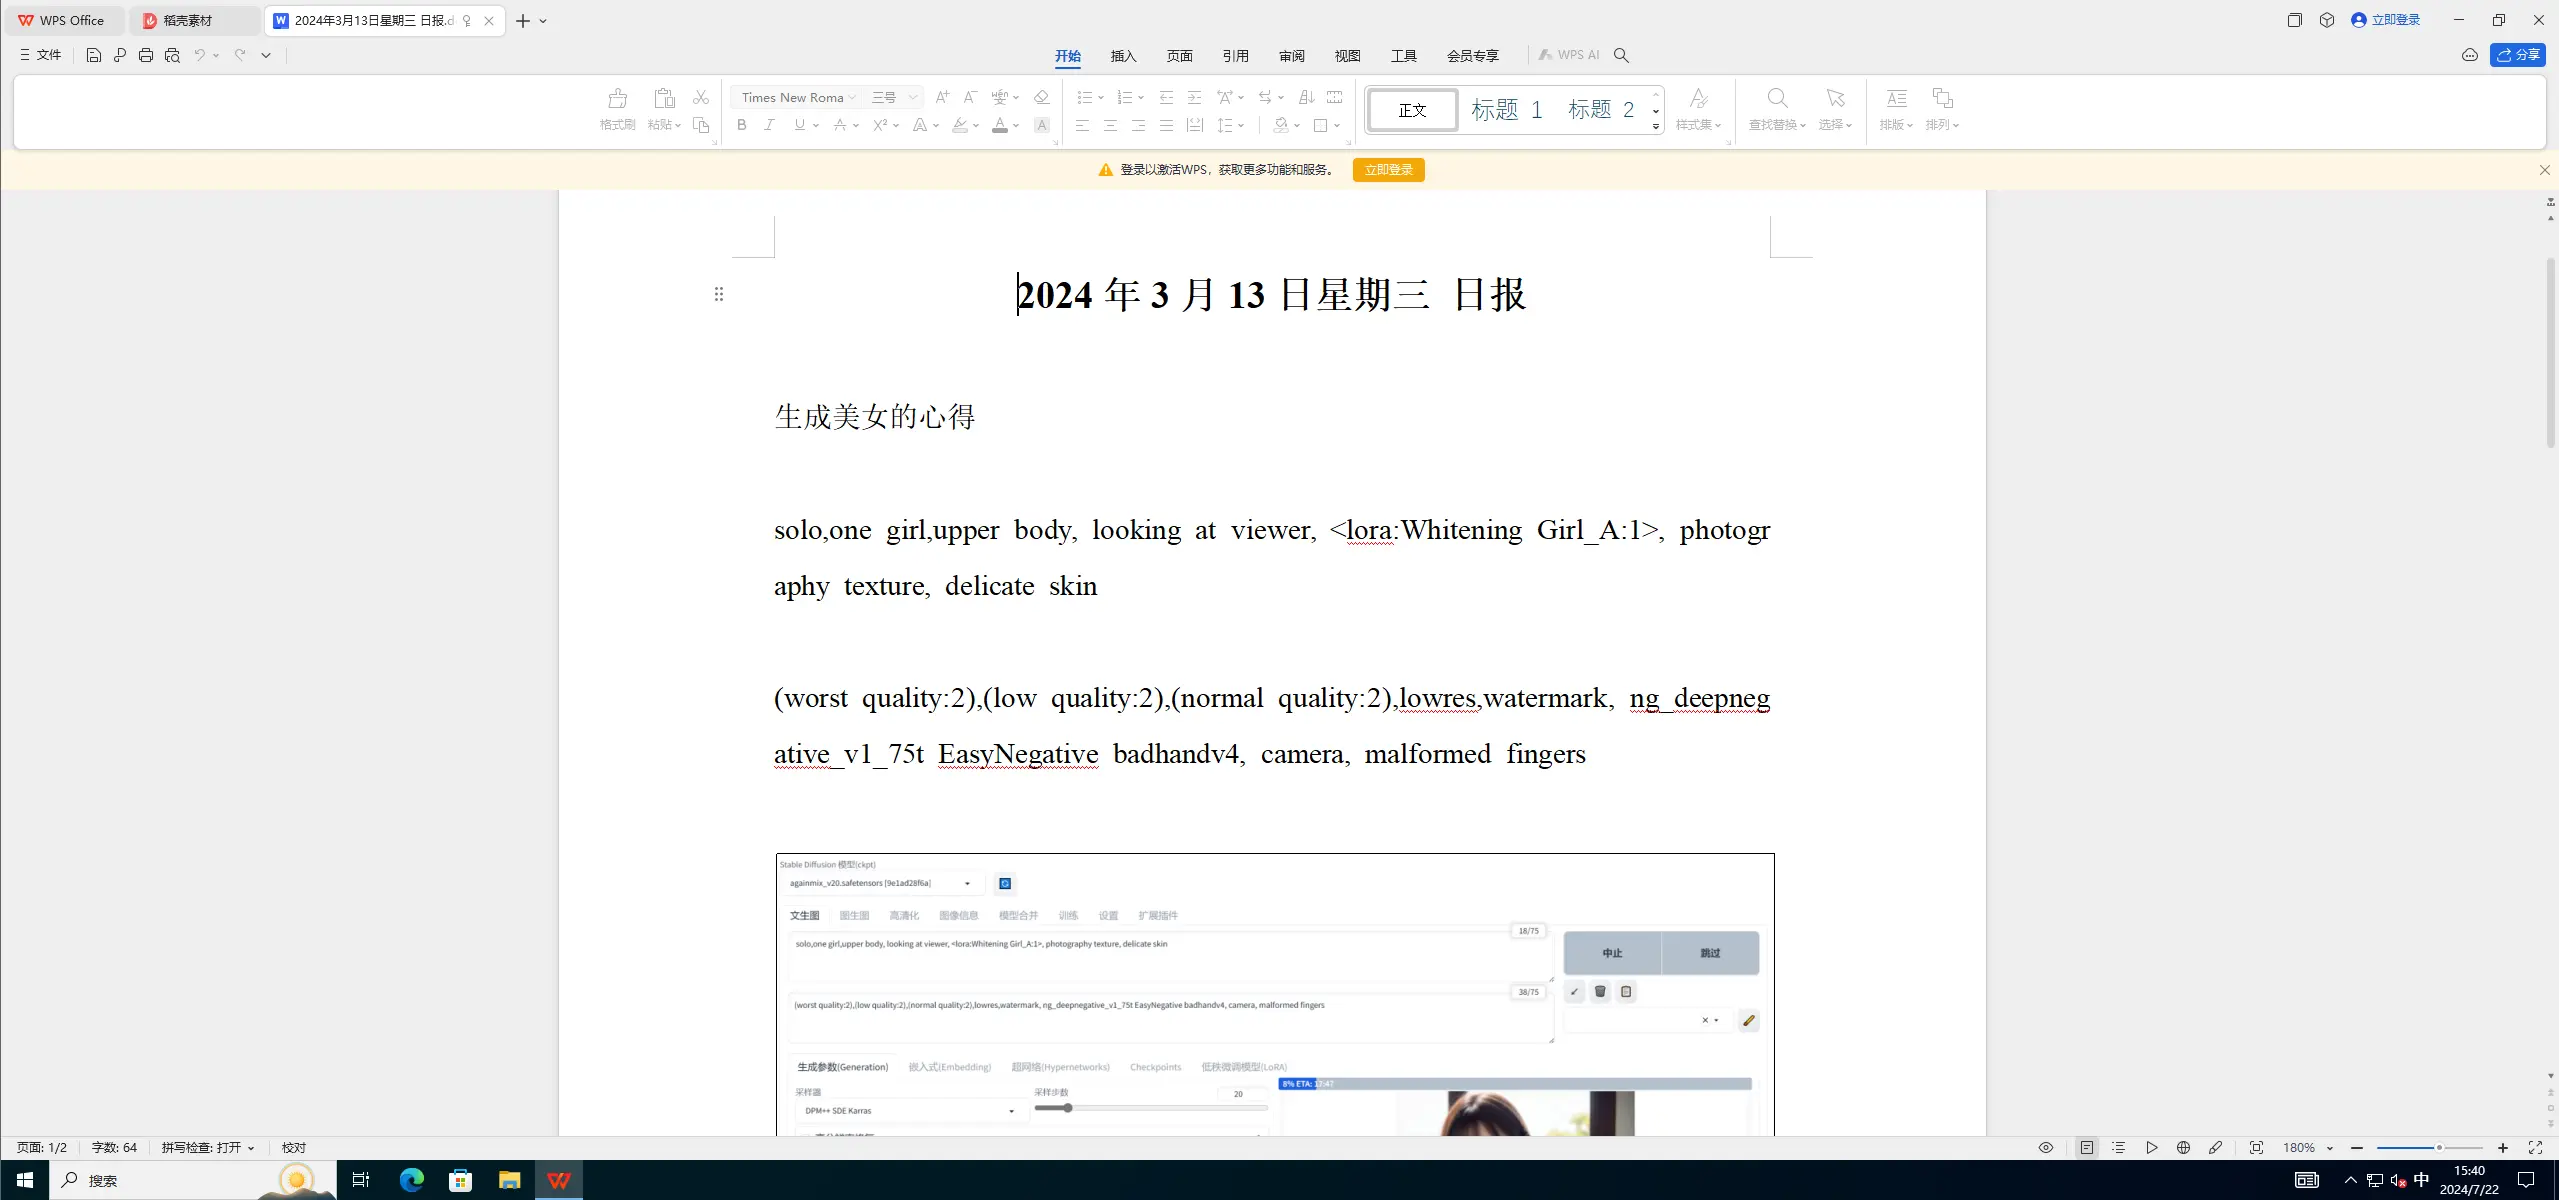 WPS Office
稻壳素材
2024年3月13日星期三 日报.d
立即登录
文件
开始
插入
页面
引用
审阅
视图
工具
会员专享
WPS AI
分享
格式刷
粘贴
Times New Roma
三号
正文
标题 1
标题 2
样式集
查找替换
选择
排版
排列
登录以激活WPS，获取更多功能和服务。
立即登录
2024年3月13日星期三 日报
生成美女的心得
solo,one girl,upper body, looking at viewer, <lora:Whitening Girl_A:1>, photogr
aphy texture, delicate skin
(worst quality:2),(low quality:2),(normal quality:2),lowres,watermark, ng_deepneg
ative_v1_75t EasyNegative badhandv4, camera, malformed fingers
Stable Diffusion 模型(ckpt)
againmix_v20.safetensors [9e1ad28f6a]
文生图
图生图
高清化
图像信息
模型合并
训练
设置
扩展插件
18/75
solo,one girl,upper body, looking at viewer, <lora:Whitening Girl_A:1>, photography texture, delicate skin
中止
跳过
38/75
(worst quality:2),(low quality:2),(normal quality:2),lowres,watermark, ng_deepnegative_v1_75t EasyNegative badhandv4, camera, malformed fingers
生成参数(Generation)
嵌入式(Embedding)
超网络(Hypernetworks)
Checkpoints
低秩微调模型(LoRA)
8% ETA: 17:47
采样器
采样步数
20
DPM++ SDE Karras
页面: 1/2
字数: 64
拼写检查: 打开
校对
180%
搜索
中
15:40
2024/7/22